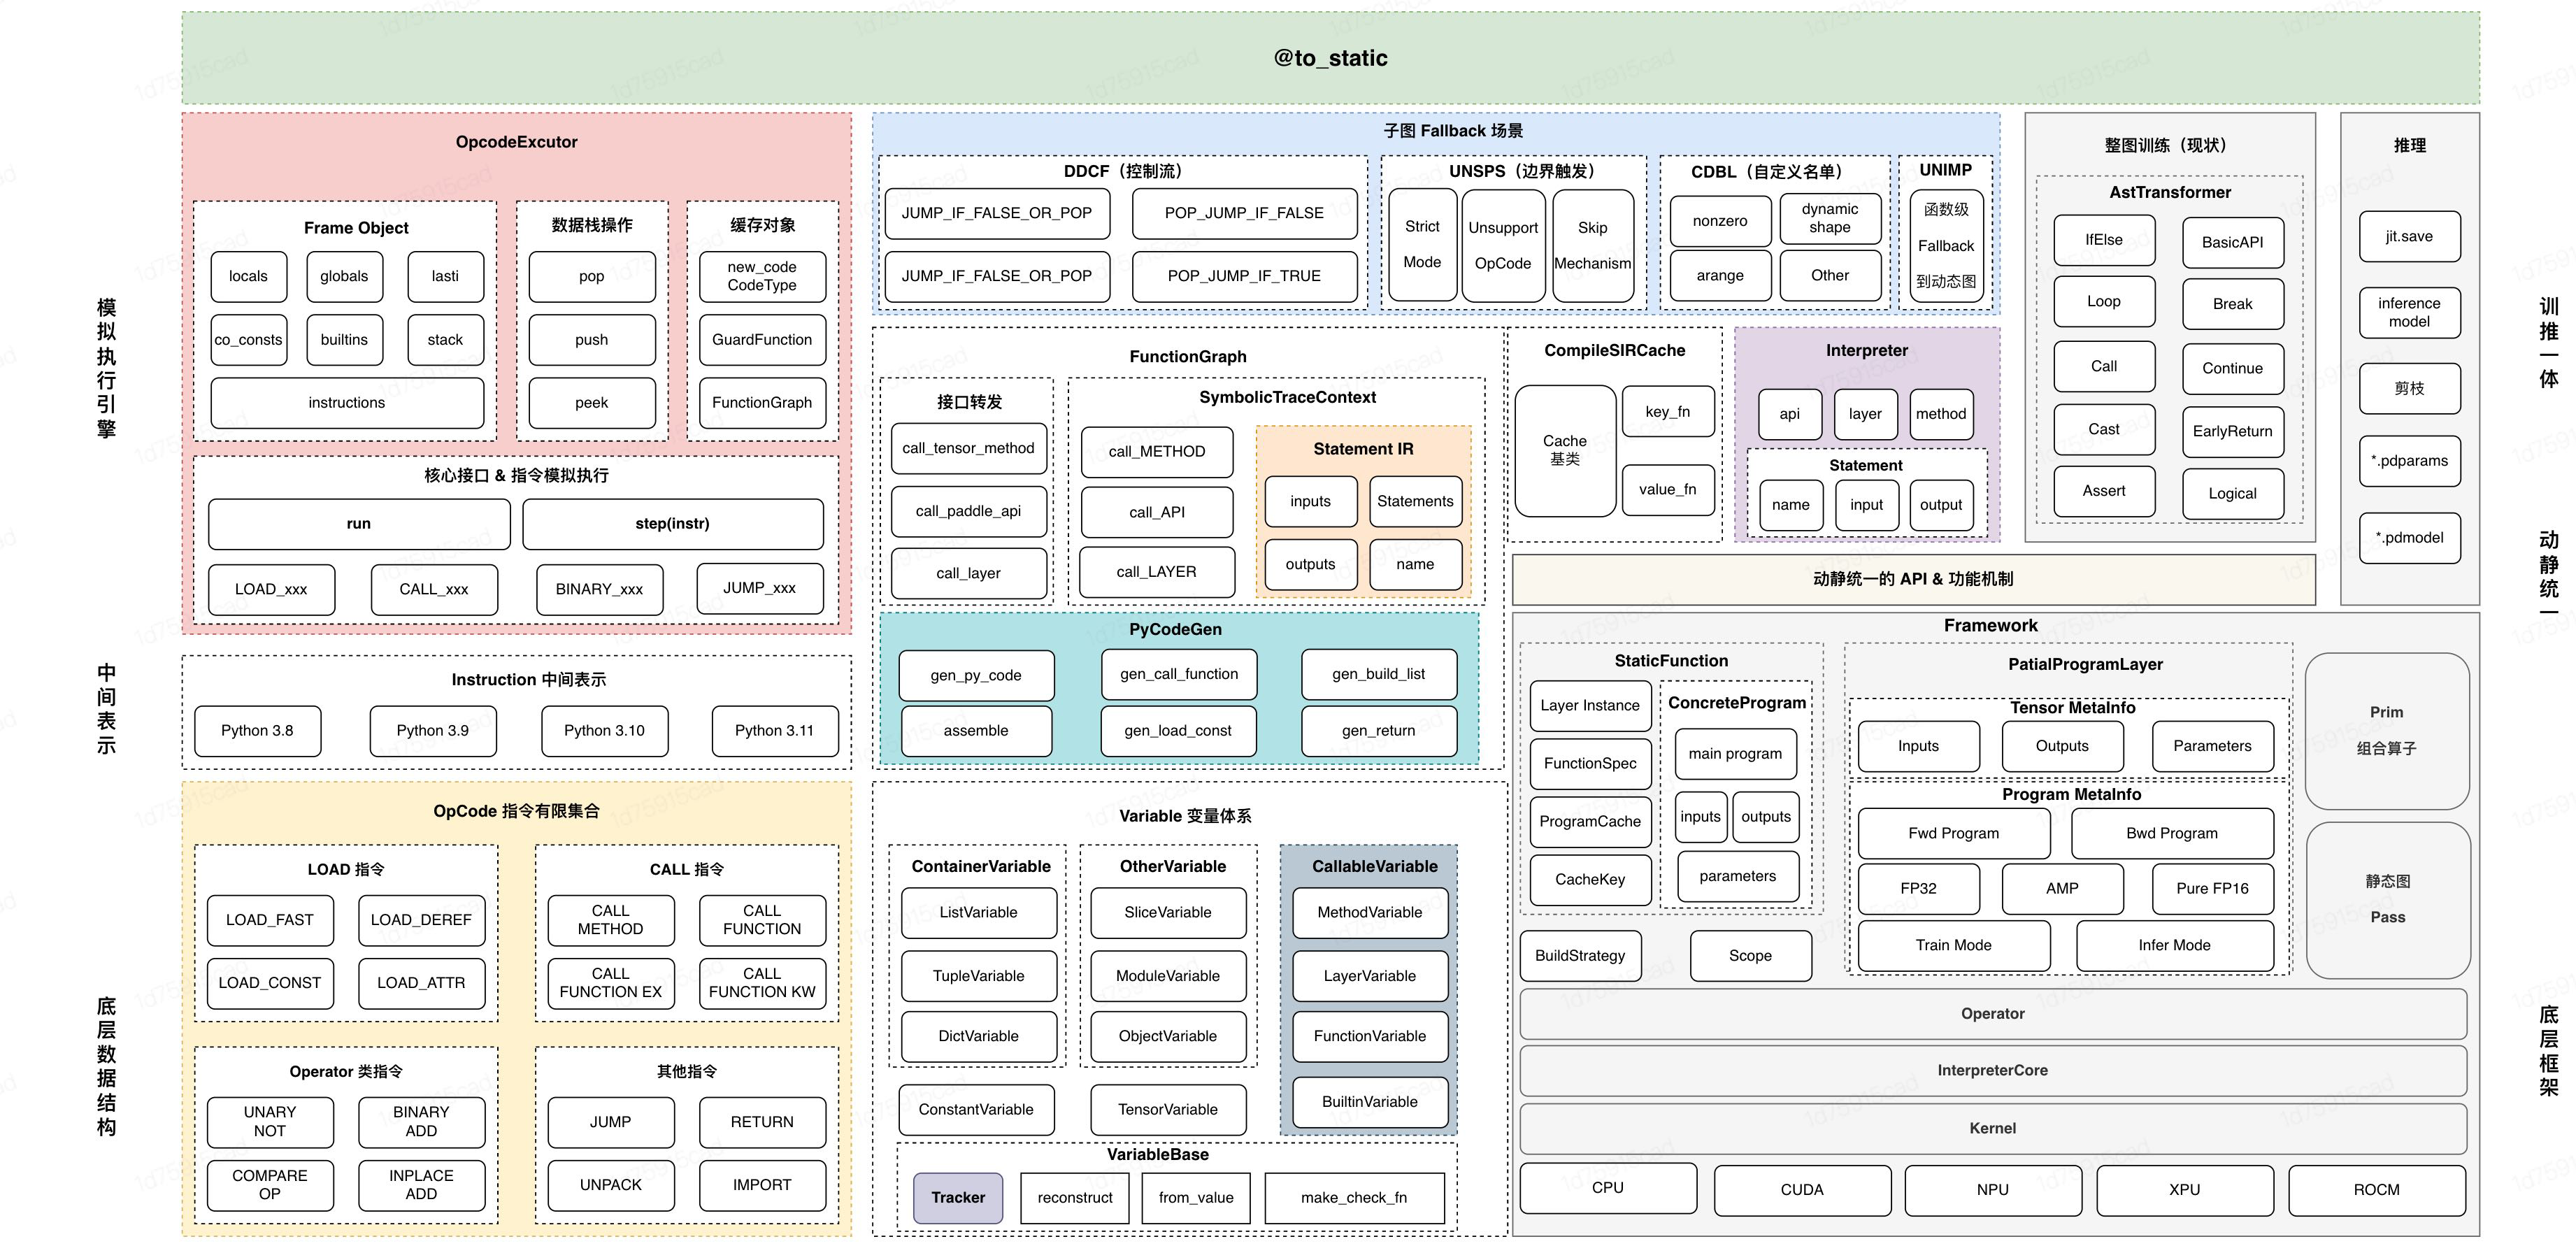 @to_static
模拟执行引擎
中间表示
底层数据结构
OpcodeExcutor
Frame Object
locals
globals
lasti
co_consts
builtins
stack
instructions
数据栈操作
pop
push
peek
缓存对象
new_code
CodeType
GuardFunction
FunctionGraph
核心接口 & 指令模拟执行
run
step(instr)
LOAD_xxx
CALL_xxx
BINARY_xxx
JUMP_xxx
Instruction 中间表示
Python 3.8
Python 3.9
Python 3.10
Python 3.11
OpCode 指令有限集合
LOAD 指令
LOAD_FAST
LOAD_DEREF
LOAD_CONST
LOAD_ATTR
CALL 指令
CALL
METHOD
CALL
FUNCTION
CALL
FUNCTION EX
CALL
FUNCTION KW
Operator 类指令
UNARY
NOT
BINARY
ADD
COMPARE
OP
INPLACE
ADD
其他指令
JUMP
RETURN
UNPACK
IMPORT
子图 Fallback 场景
DDCF（控制流）
JUMP_IF_FALSE_OR_POP
POP_JUMP_IF_FALSE
JUMP_IF_FALSE_OR_POP
POP_JUMP_IF_TRUE
UNSPS（边界触发）
Strict
Mode
Unsupport
OpCode
Skip
Mechanism
CDBL（自定义名单）
nonzero
dynamic
shape
arange
Other
UNIMP
函数级
Fallback
到动态图
FunctionGraph
接口转发
call_tensor_method
call_paddle_api
call_layer
SymbolicTraceContext
call_METHOD
call_API
call_LAYER
Statement IR
inputs
Statements
outputs
name
PyCodeGen
gen_py_code
gen_call_function
gen_build_list
assemble
gen_load_const
gen_return
CompileSIRCache
Cache
基类
key_fn
value_fn
Interpreter
api
layer
method
Statement
name
input
output
Variable 变量体系
ContainerVariable
ListVariable
TupleVariable
DictVariable
OtherVariable
SliceVariable
ModuleVariable
ObjectVariable
CallableVariable
MethodVariable
LayerVariable
FunctionVariable
BuiltinVariable
ConstantVariable
TensorVariable
VariableBase
Tracker
reconstruct
from_value
make_check_fn
整图训练（现状）
AstTransformer
IfElse
BasicAPI
Loop
Break
Call
Continue
Cast
EarlyReturn
Assert
Logical
推理
jit.save
inference
model
剪枝
*.pdparams
*.pdmodel
动静统一的 API & 功能机制
Framework
StaticFunction
Layer Instance
FunctionSpec
ProgramCache
CacheKey
ConcreteProgram
main program
inputs
outputs
parameters
BuildStrategy
Scope
PatialProgramLayer
Tensor MetaInfo
Inputs
Outputs
Parameters
Program MetaInfo
Fwd Program
Bwd Program
FP32
AMP
Pure FP16
Train Mode
Infer Mode
Prim
组合算子
静态图
Pass
Operator
InterpreterCore
Kernel
CPU
CUDA
NPU
XPU
ROCM
训推一体
动静统一
底层框架
1d75915cad